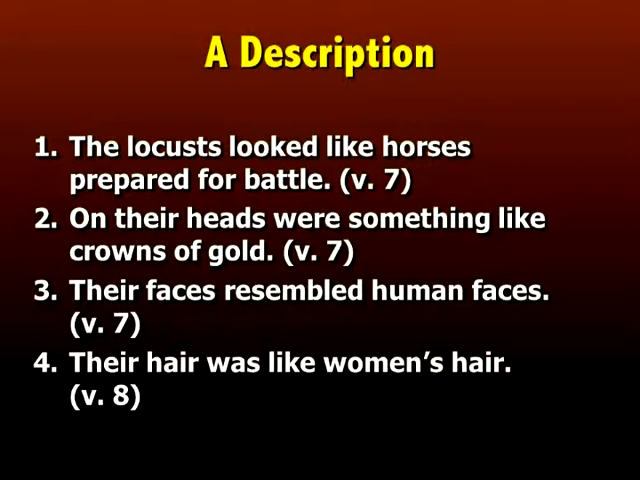 A Description
1. The locusts looked like horses
prepared for battle. (v. 7)
2. On their heads were something like
crowns of gold. (v. 7)
3. Their faces resembled human faces.
(v. 7)
4. Their hair was like women’s hair.
(v. 8)